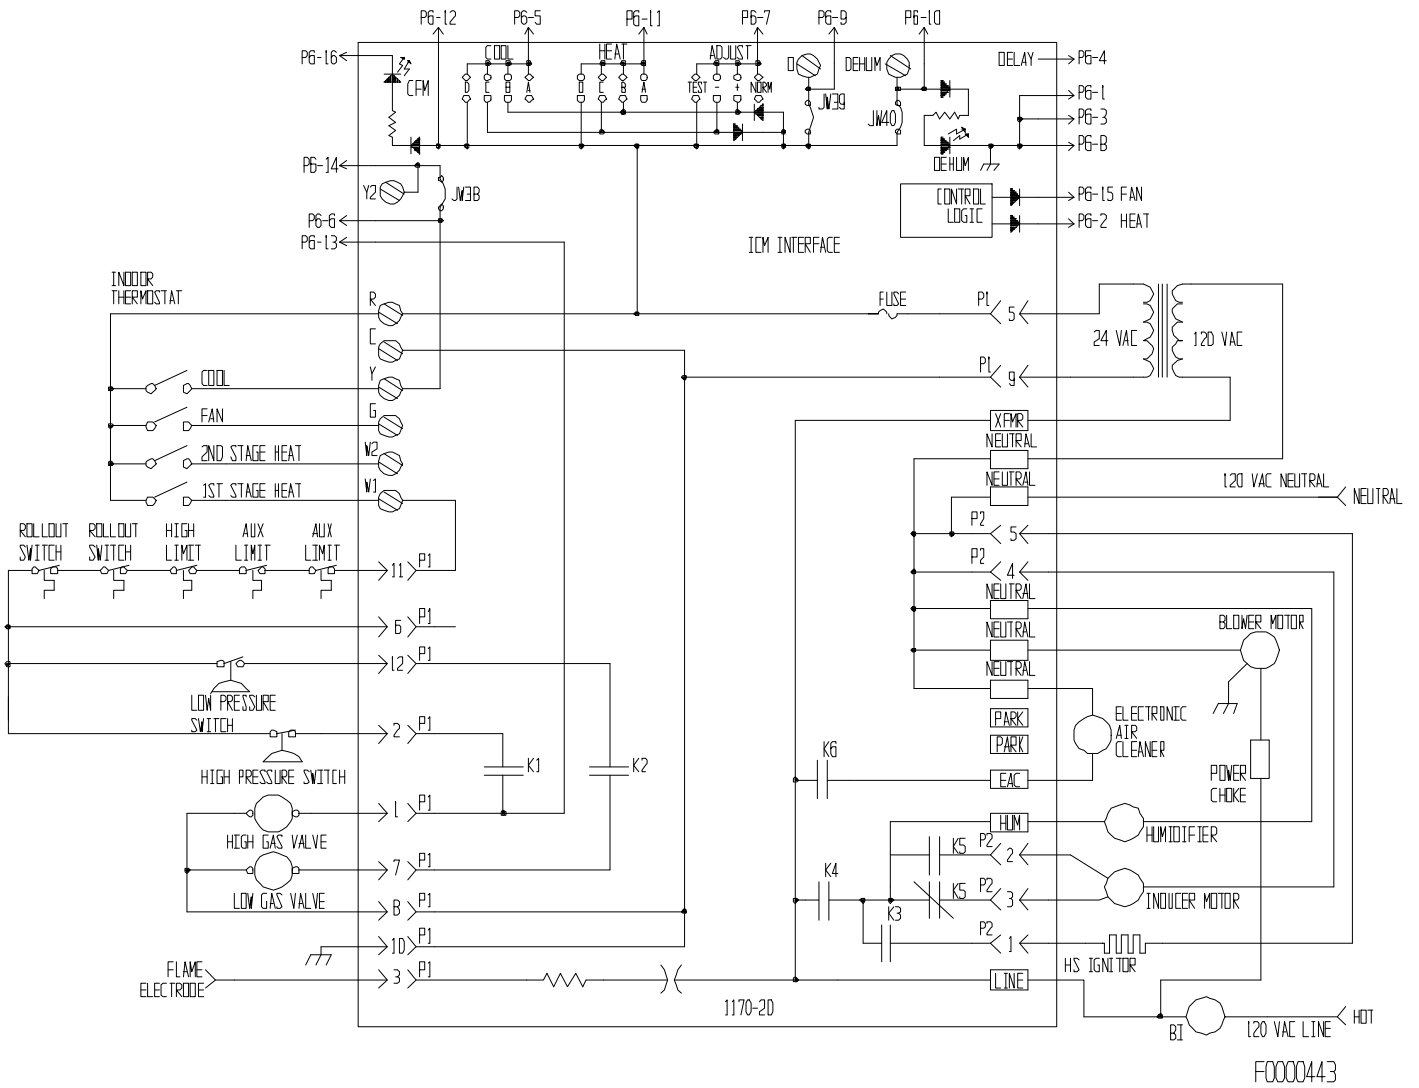 P6-12 P6-5 P6-11 P6-7 P6-9 P6-10
P6-16
CFM
COOL
D C B A
HEAT
D C B A
ADJUST
TEST - + NORM
O
JW39
DEHUM
JW40
DEHUM
DELAY
P6-4
P6-1
P6-3
P6-8
P6-14
Y2
JW38
P6-6
P6-13
CONTROL
LOGIC
P6-15 FAN
P6-2 HEAT
ICM INTERFACE
INDOOR
THERMOSTAT
R
FUSE
P1
5
24 VAC
120 VAC
C
COOL
Y
P1
9
FAN
G
XFMR
NEUTRAL
2ND STAGE HEAT
W2
NEUTRAL
120 VAC NEUTRAL
NEUTRAL
1ST STAGE HEAT
W1
P2
5
P2
4
ROLLOUT
SWITCH
ROLLOUT
SWITCH
HIGH
LIMIT
AUX
LIMIT
AUX
LIMIT
11
P1
NEUTRAL
6
P1
NEUTRAL
BLOWER MOTOR
12
P1
NEUTRAL
LOW PRESSURE
SWITCH
2
P1
PARK
PARK
ELECTRONIC
AIR
CLEANER
HIGH PRESSURE SWITCH
K1
K2
K6
EAC
POWER
CHOKE
1
P1
HIGH GAS VALVE
HUM
HUMIDIFIER
K5
P2
2
7
P1
LOW GAS VALVE
K4
K5
P2
3
INDUCER MOTOR
8
P1
K3
P2
1
HS IGNITOR
10
P1
FLAME
ELECTRODE
3
P1
LINE
1170-20
BI
120 VAC LINE
HOT
F0000443